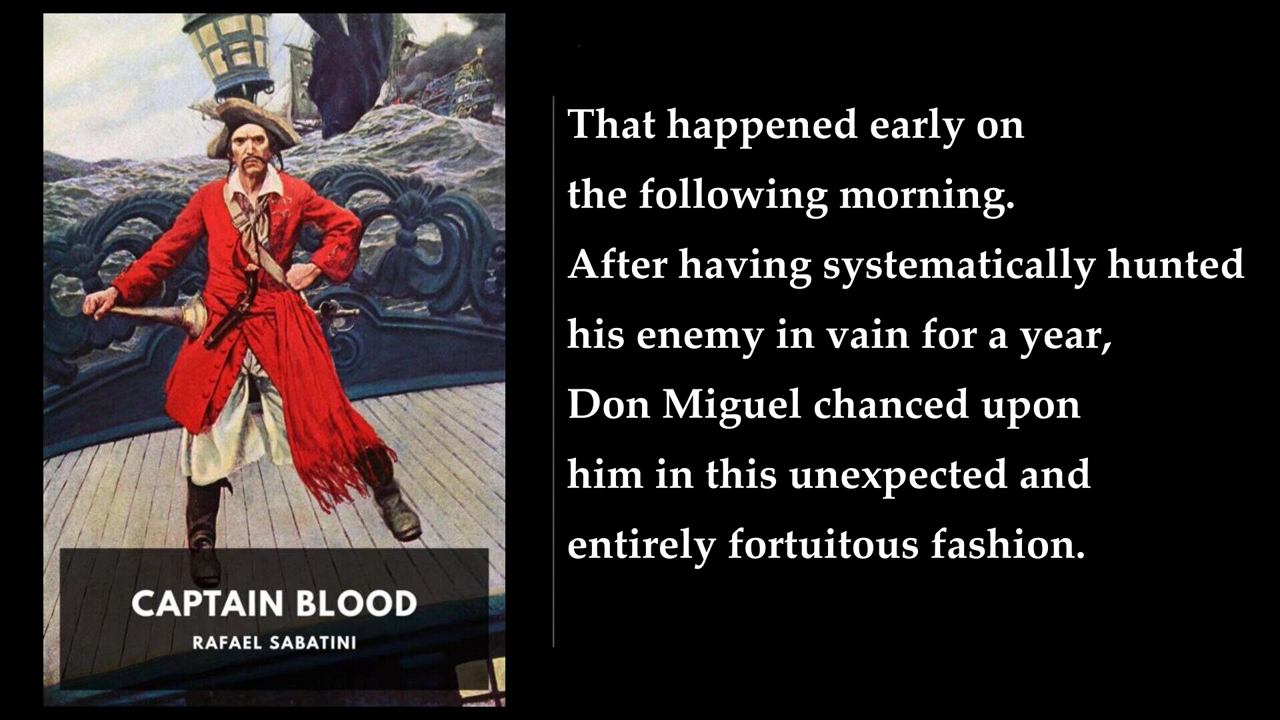 CAPTAIN BLOOD
RAFAEL SABATINI
That happened early on
the following morning.
After having systematically hunted
his enemy in vain for a year,
Don Miguel chanced upon
him in this unexpected and
entirely fortuitous fashion.